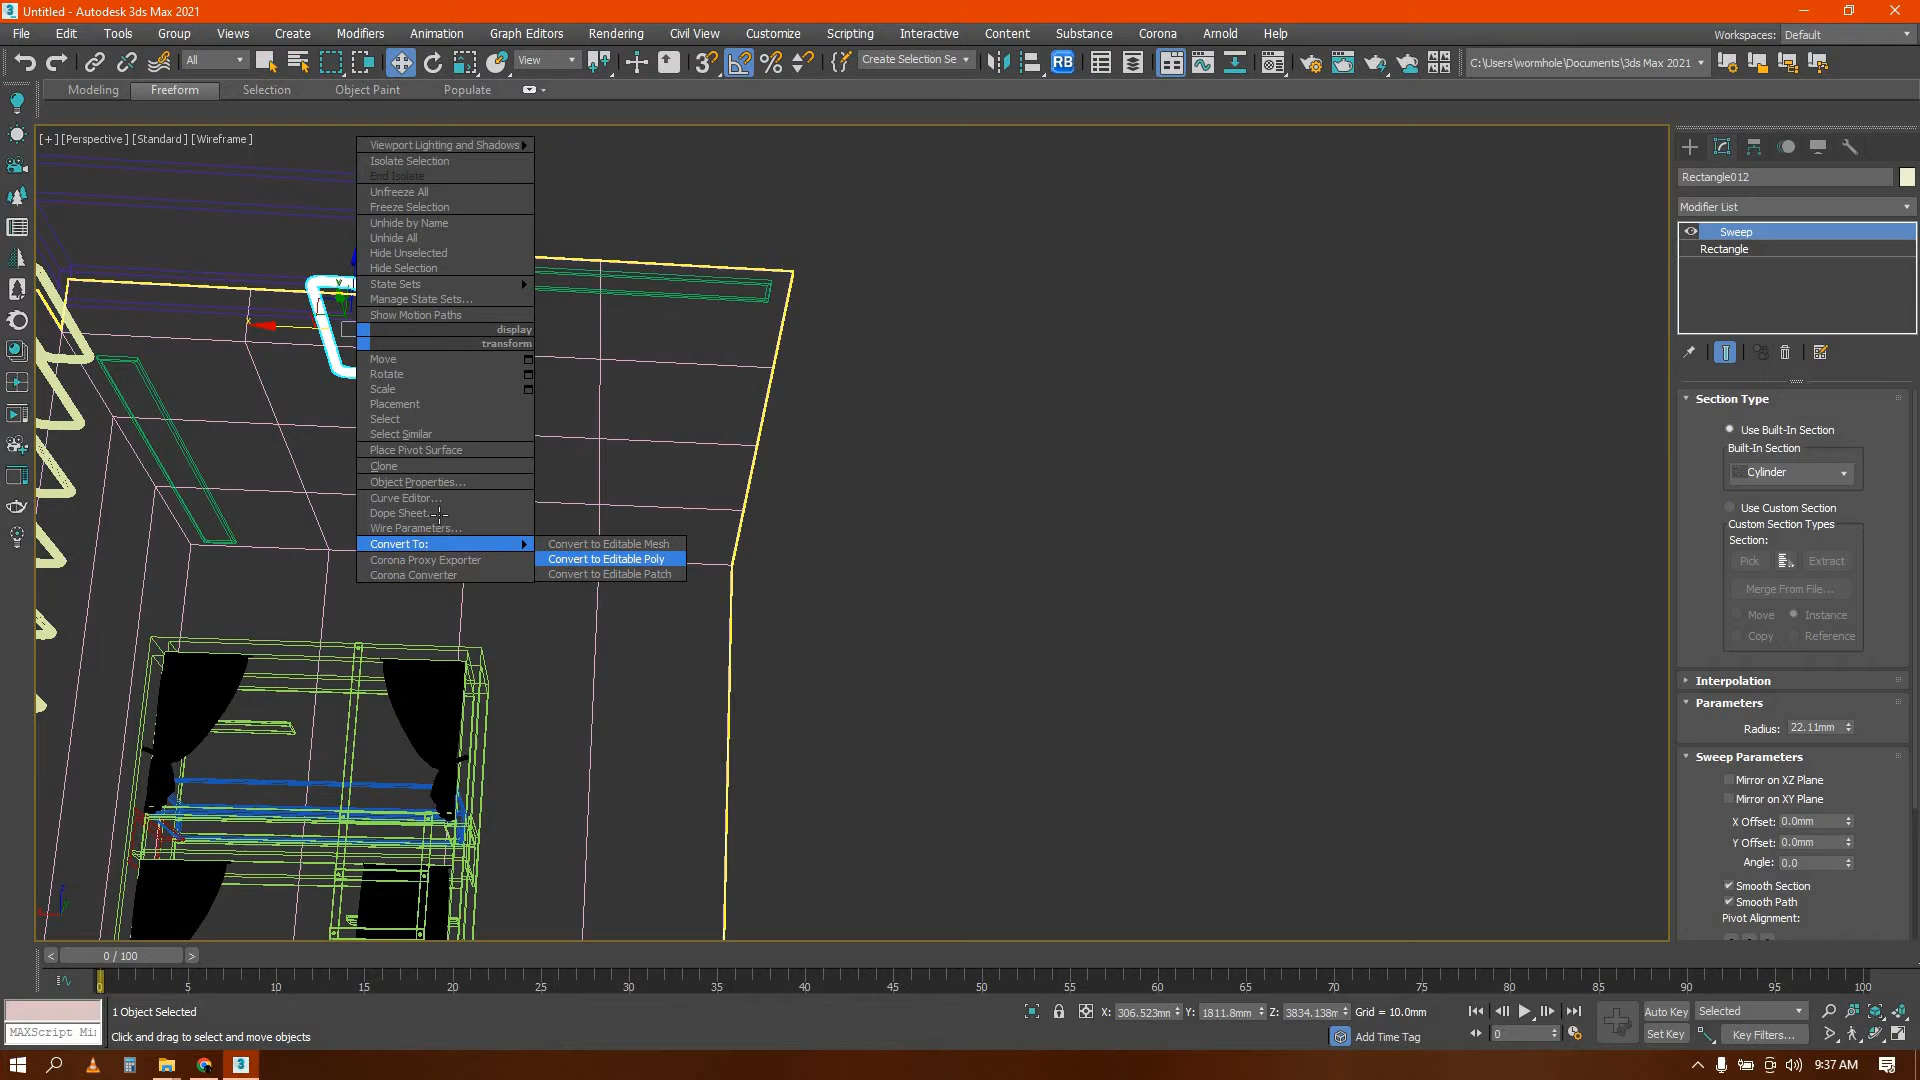 Untitled - Autodesk 3ds Max 2021
File Edit Tools Group Views Create Modifiers Animation Graph Editors Rendering Civil View Customize Scripting Interactive Content Substance Corona Arnold Help
Workspaces: Default
All View Create Selection Se C:\Users\wormhole\Documents\3ds Max 2021
Modeling Freeform Selection Object Paint Populate
[+] [Perspective] [Standard] [Wireframe]
Viewport Lighting and Shadows
Isolate Selection
End Isolate
Unfreeze All
Freeze Selection
Unhide by Name
Unhide All
Hide Unselected
Hide Selection
State Sets
Manage State Sets...
Show Motion Paths
display
transform
Move
Rotate
Scale
Placement
Select
Select Similar
Place Pivot Surface
Clone
Object Properties...
Curve Editor...
Dope Sheet...
Wire Parameters...
Convert To:
Corona Proxy Exporter
Corona Converter
Convert to Editable Mesh
Convert to Editable Poly
Convert to Editable Patch
Rectangle012
Modifier List
Sweep
Rectangle
Section Type
Use Built-In Section
Built-In Section
Cylinder
Use Custom Section
Custom Section Types
Section:
Pick Extract
Merge From File...
Move Instance
Copy Reference
Interpolation
Parameters
Radius: 22.11mm
Sweep Parameters
Mirror on XZ Plane
Mirror on XY Plane
X Offset: 0.0mm
Y Offset: 0.0mm
Angle: 0.0
Smooth Section
Smooth Path
Pivot Alignment:
< 0 / 100 >
0 5 10 15 20 25 30 35 40 45 50 55 60 65 70 75 80 85 90 95 100
1 Object Selected
X: 306.523mm Y: 1811.8mm Z: 3834.138m Grid = 10.0mm
Auto Key Selected
MAXScript Mi
Click and drag to select and move objects
Add Time Tag
0
Set Key Key Filters...
9:37 AM